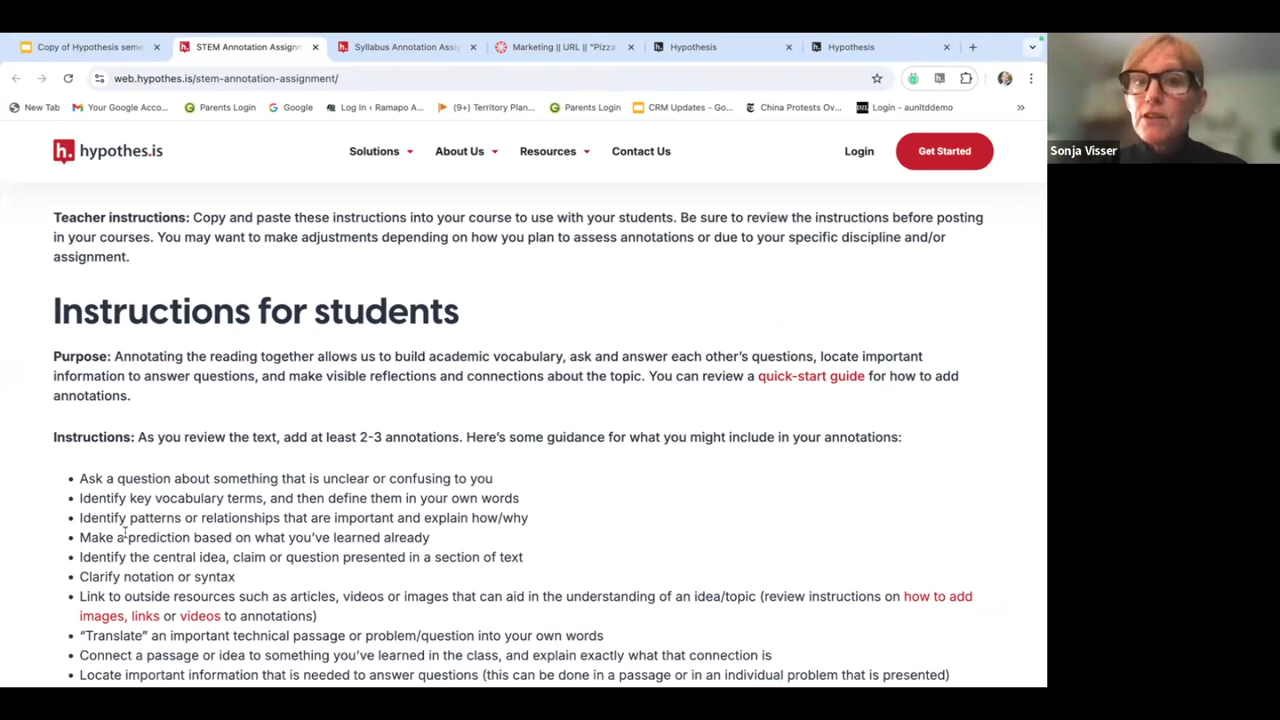 Copy of Hypothesis seme
STEM Annotation Assignm
Syllabus Annotation Assig
Marketing || URL || "Pizza
Hypothesis
Hypothesis
web.hypothes.is/stem-annotation-assignment/
New Tab
Your Google Acco...
Parents Login
Google
Log In ‹ Ramapo A...
(9+) Territory Plan...
Parents Login
CRM Updates - Go...
China Protests Ov...
Login - aunltddemo
Sonja Visser
h. hypothes.is
Solutions
About Us
Resources
Contact Us
Login
Get Started
Teacher instructions: Copy and paste these instructions into your course to use with your students. Be sure to review the instructions before posting
in your courses. You may want to make adjustments depending on how you plan to assess annotations or due to your specific discipline and/or
assignment.
Instructions for students
Purpose: Annotating the reading together allows us to build academic vocabulary, ask and answer each other's questions, locate important
information to answer questions, and make visible reflections and connections about the topic. You can review a quick-start guide for how to add
annotations.
Instructions: As you review the text, add at least 2-3 annotations. Here's some guidance for what you might include in your annotations:
• Ask a question about something that is unclear or confusing to you
• Identify key vocabulary terms, and then define them in your own words
• Identify patterns or relationships that are important and explain how/why
• Make a prediction based on what you've learned already
• Identify the central idea, claim or question presented in a section of text
• Clarify notation or syntax
• Link to outside resources such as articles, videos or images that can aid in the understanding of an idea/topic (review instructions on how to add
images, links or videos to annotations)
• "Translate" an important technical passage or problem/question into your own words
• Connect a passage or idea to something you've learned in the class, and explain exactly what that connection is
• Locate important information that is needed to answer questions (this can be done in a passage or in an individual problem that is presented)